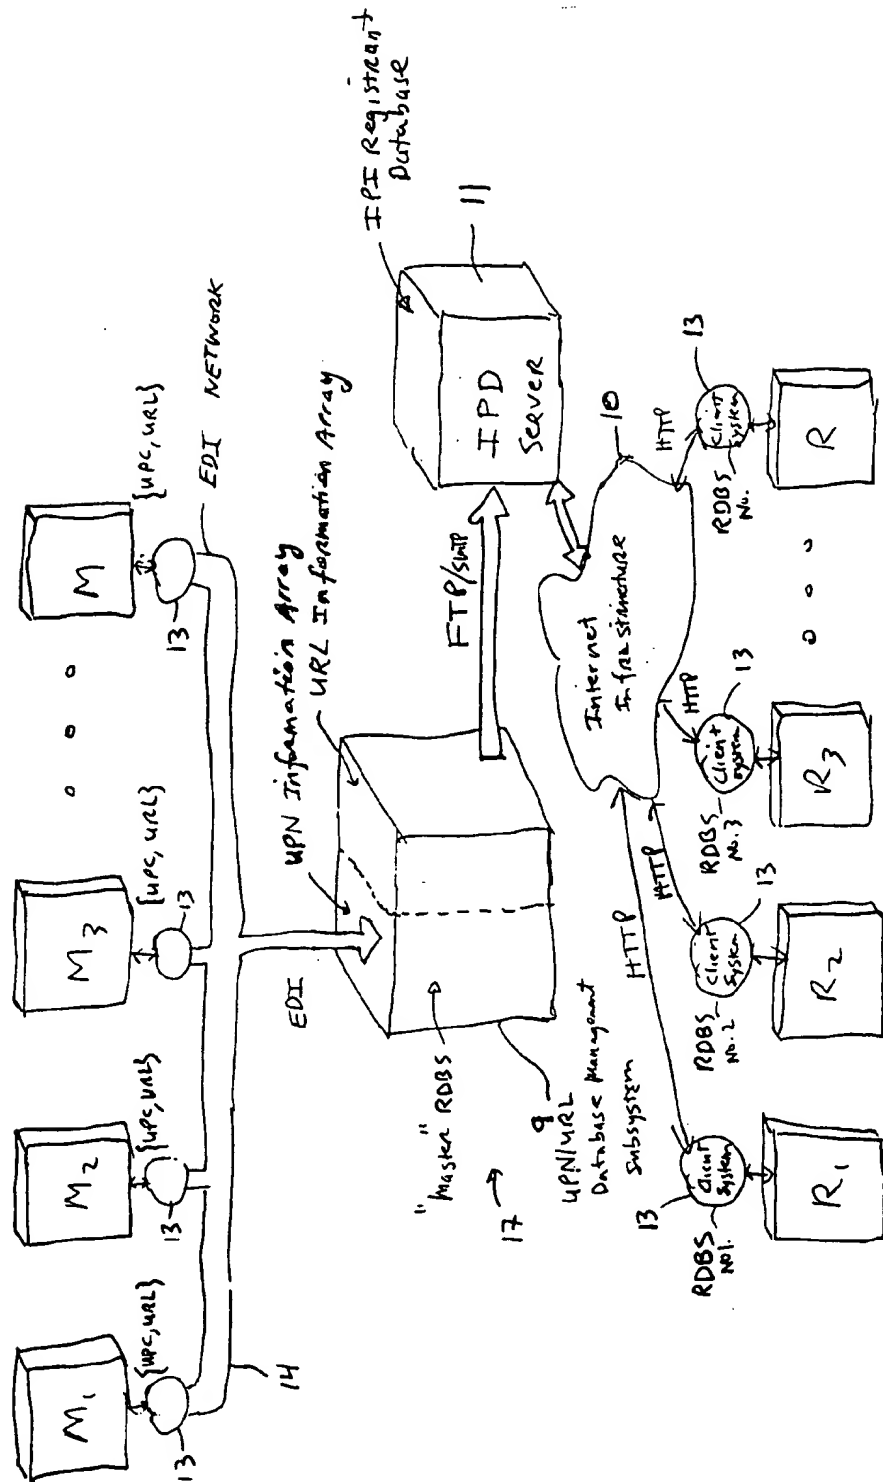 M₁
M₂
M₃
M
{UPC, URL}
{UPC, URL}
{UPC, URL}
{UPC, URL}
13
13
13
13
14
EDI NETWORK
EDI
UPN Information Array
URL Information Array
IPI Registrant
Database
"Master" RDBS
17
9
UPN/URL
Database Management
Subsystem
FTP/SMTP
IPD
Server
11
10
Internet
Infrastructure
HTTP
HTTP
HTTP
HTTP
13
13
13
13
Client
System
Client
System
Client
System
Client
System
RDBS
No1.
RDBS
No. 2
RDBS
No. 3
RDBS
No.
R₁
R₂
R₃
R